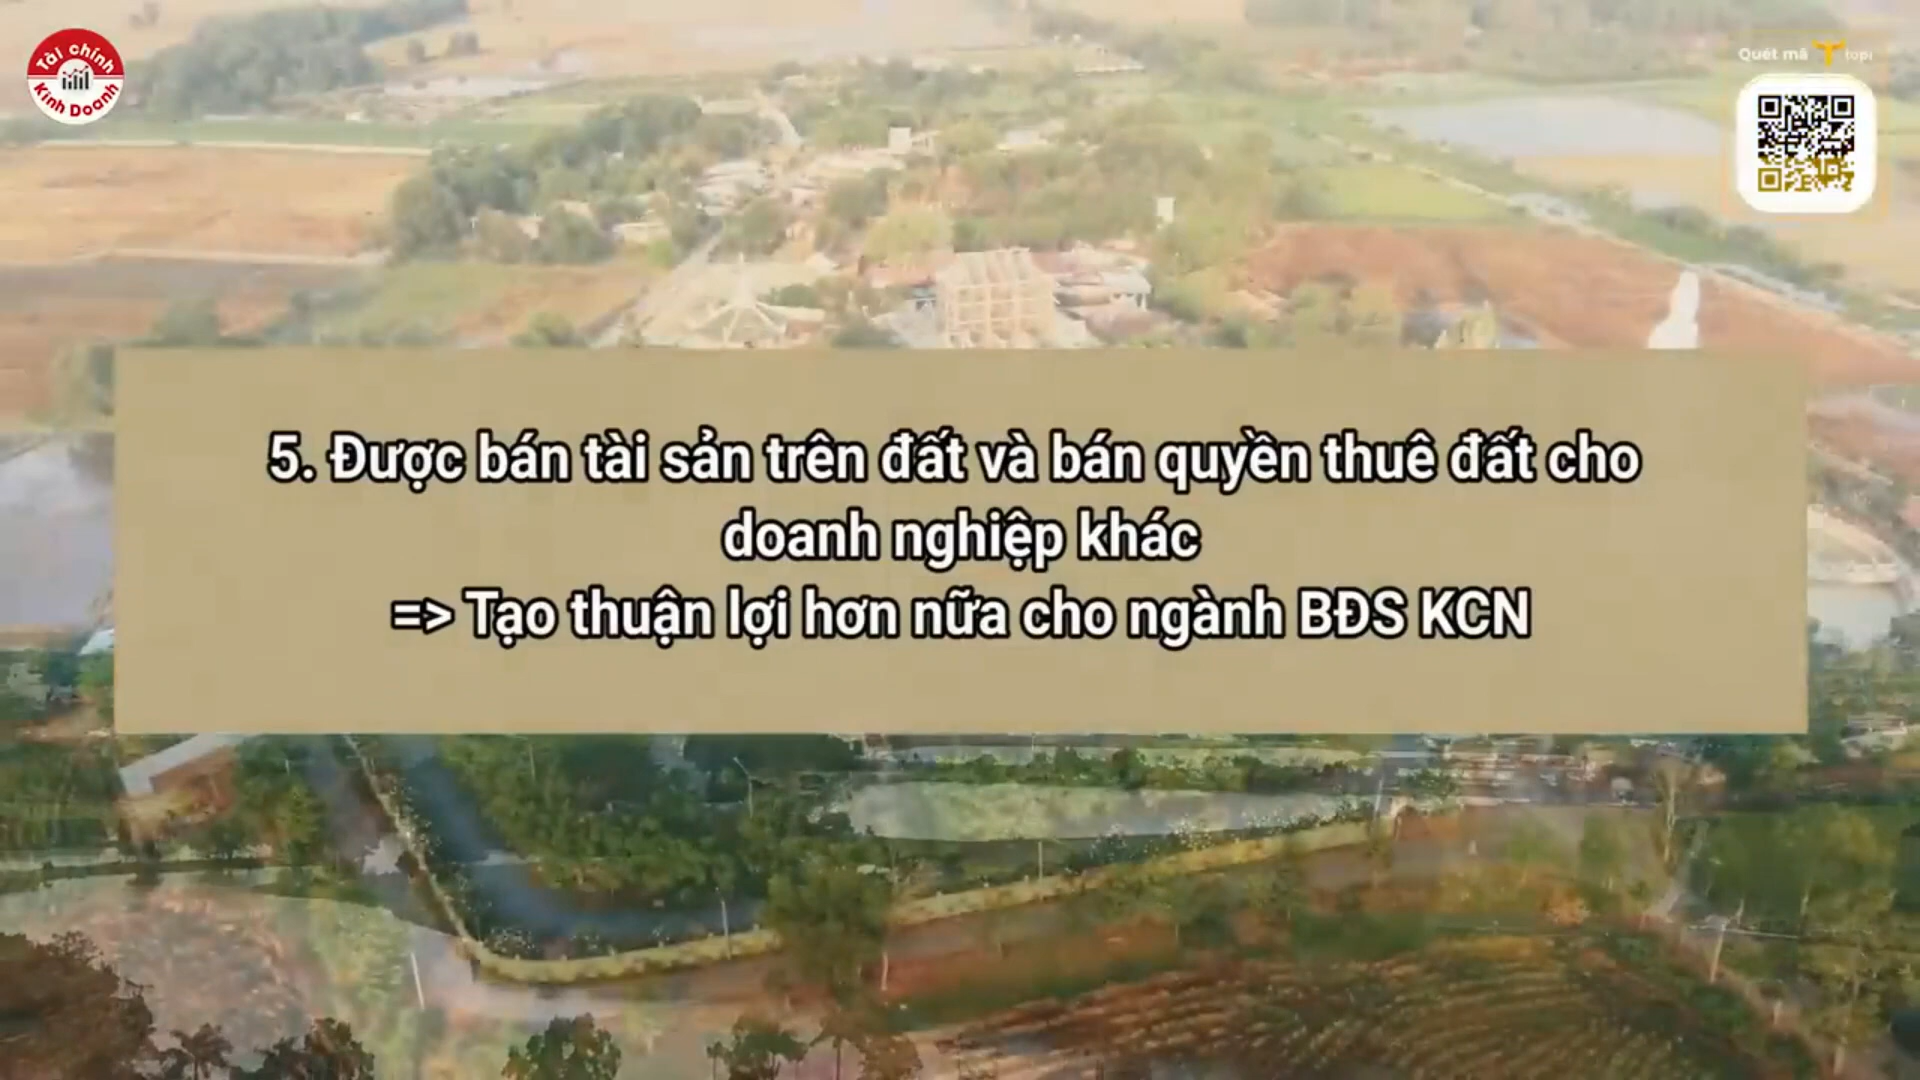 Tài chính
Kinh Doanh
Quét mã topi
5. Được bán tài sản trên đất và bán quyền thuê đất cho
doanh nghiệp khác
=> Tạo thuận lợi hơn nữa cho ngành BĐS KCN